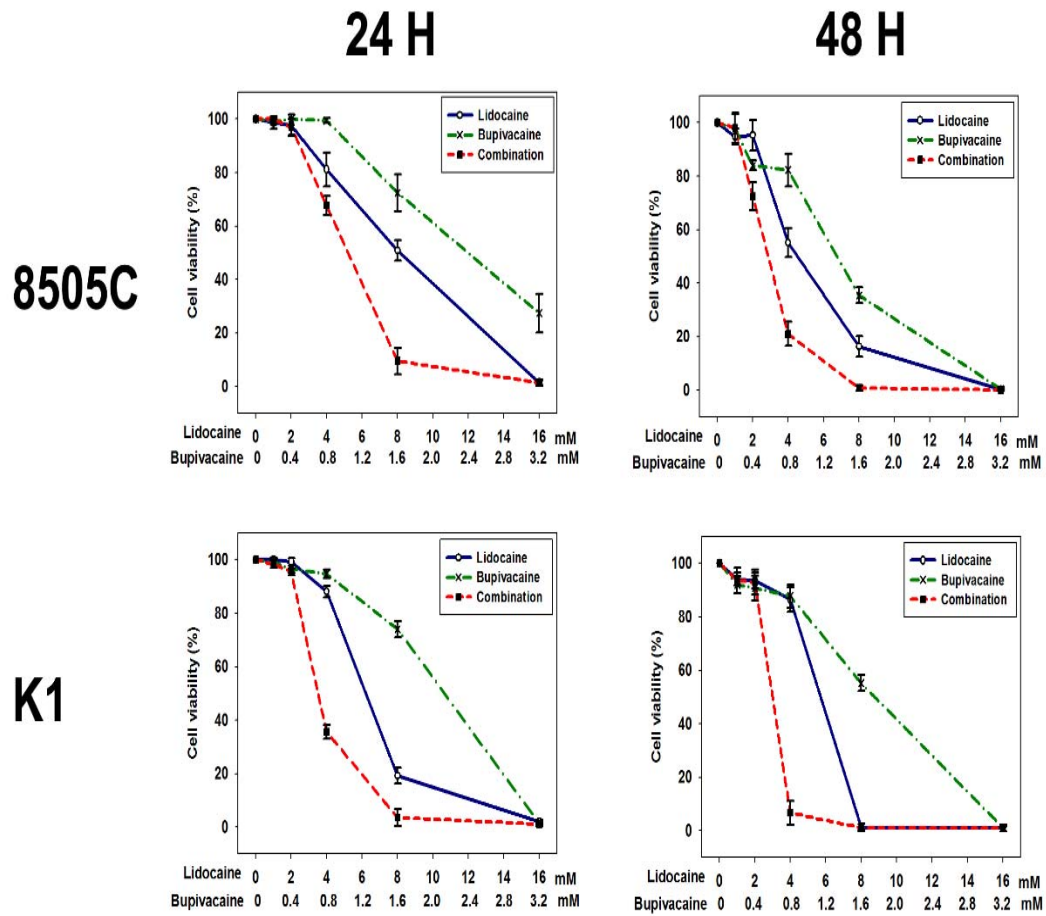 24 H
48 H
8505C
K1
Cell viability (%)
100
80
60
40
20
0
Lidocaine
Bupivacaine
Combination
Lidocaine 0 2 4 6 8 10 12 14 16 mM
Bupivacaine 0 0.4 0.8 1.2 1.6 2.0 2.4 2.8 3.2 mM
Cell viability (%)
100
80
60
40
20
0
Lidocaine
Bupivacaine
Combination
Lidocaine 0 2 4 6 8 10 12 14 16 mM
Bupivacaine 0 0.4 0.8 1.2 1.6 2.0 2.4 2.8 3.2 mM
Cell viability (%)
100
80
60
40
20
0
Lidocaine
Bupivacaine
Combination
Lidocaine 0 2 4 6 8 10 12 14 16 mM
Bupivacaine 0 0.4 0.8 1.2 1.6 2.0 2.4 2.8 3.2 mM
Cell viability (%)
100
80
60
40
20
0
Lidocaine
Bupivacaine
Combination
Lidocaine 0 2 4 6 8 10 12 14 16 mM
Bupivacaine 0 0.4 0.8 1.2 1.6 2.0 2.4 2.8 3.2 mM